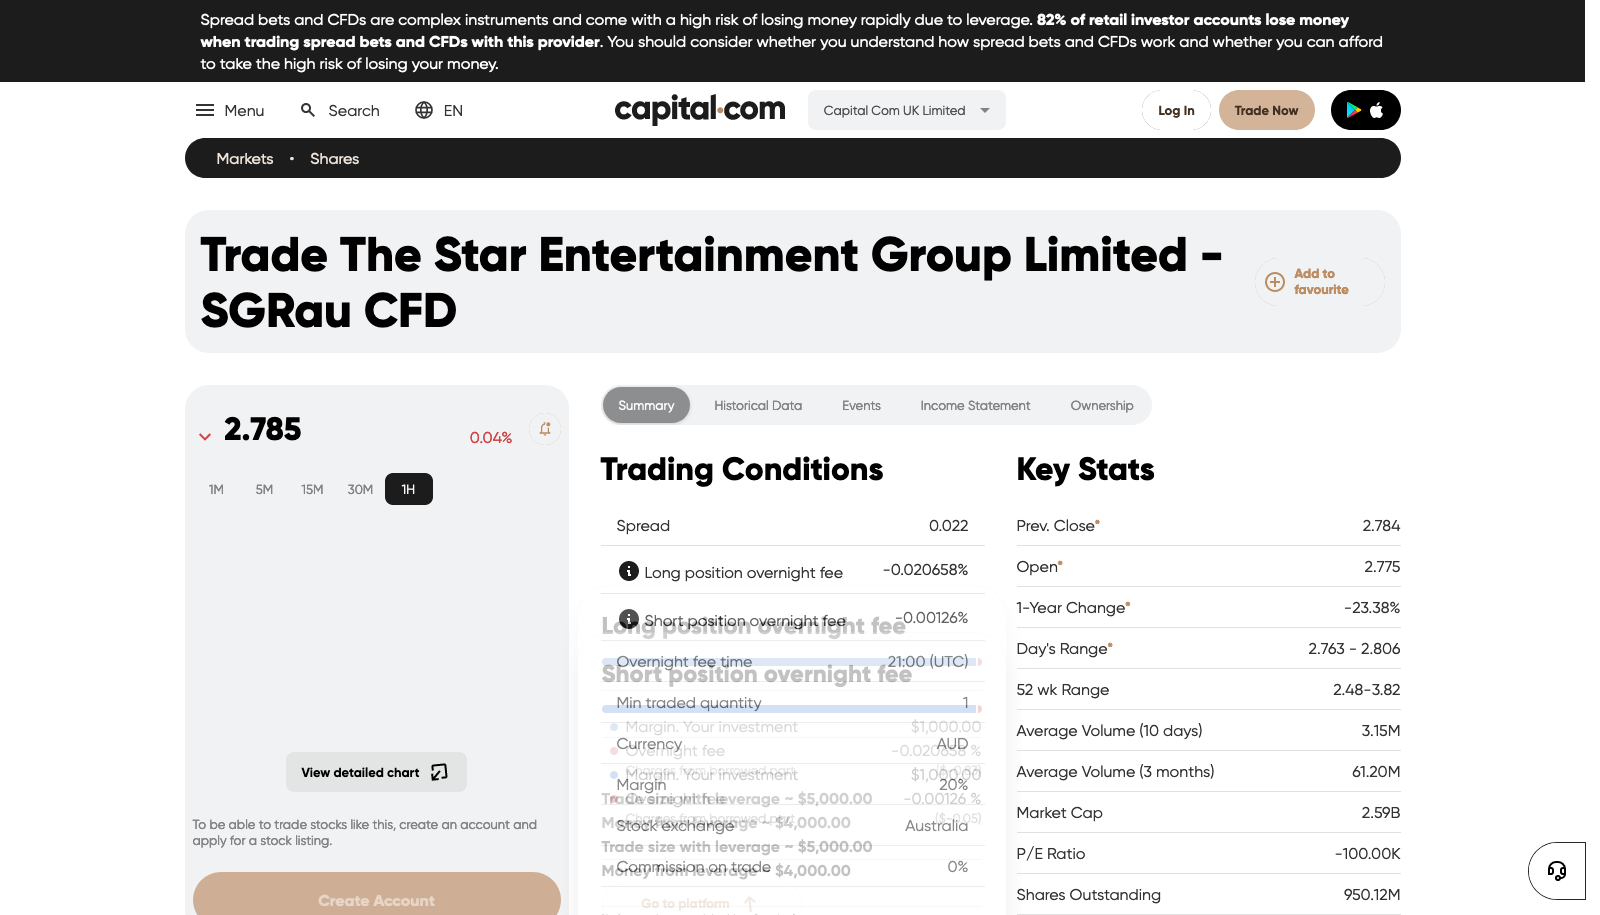 Spread bets and CFDs are complex instruments and come with a high risk of losing money rapidly due to leverage. 82% of retail investor accounts lose money
when trading spread bets and CFDs with this provider. You should consider whether you understand how spread bets and CFDs work and whether you can afford
to take the high risk of losing your money.
Menu Search EN capital.com Capital Com UK Limited Log In Trade Now
Markets • Shares
Trade The Star Entertainment Group Limited -
SGRau CFD
Add to
favourite
2.785 0.04%
1M 5M 15M 30M 1H
View detailed chart
To be able to trade stocks like this, create an account and
apply for a stock listing.
Create Account
Summary Historical Data Events Income Statement Ownership
Trading Conditions
Spread 0.022
Long position overnight fee -0.020658%
Short position overnight fee -0.00126%
Long position overnight fee
Overnight fee time 21:00 (UTC)
Short position overnight fee
Min traded quantity 1
Margin. Your investment $1,000.00
Currency AUD
Overnight fee -0.020658 %
Charges from borrowed part
Margin. Your investment $1,000.00
Margin 20%
Trade size with leverage ~ $5,000.00
Overnight fee -0.00126 %
Charges from borrowed part ($-0.05)
Money from leverage ~ $4,000.00
Stock exchange Australia
Trade size with leverage ~ $5,000.00
Commission on trade 0%
Money from leverage ~ $4,000.00
Go to platform
Key Stats
Prev. Close* 2.784
Open* 2.775
1-Year Change* -23.38%
Day's Range* 2.763 - 2.806
52 wk Range 2.48-3.82
Average Volume (10 days) 3.15M
Average Volume (3 months) 61.20M
Market Cap 2.59B
P/E Ratio -100.00K
Shares Outstanding 950.12M